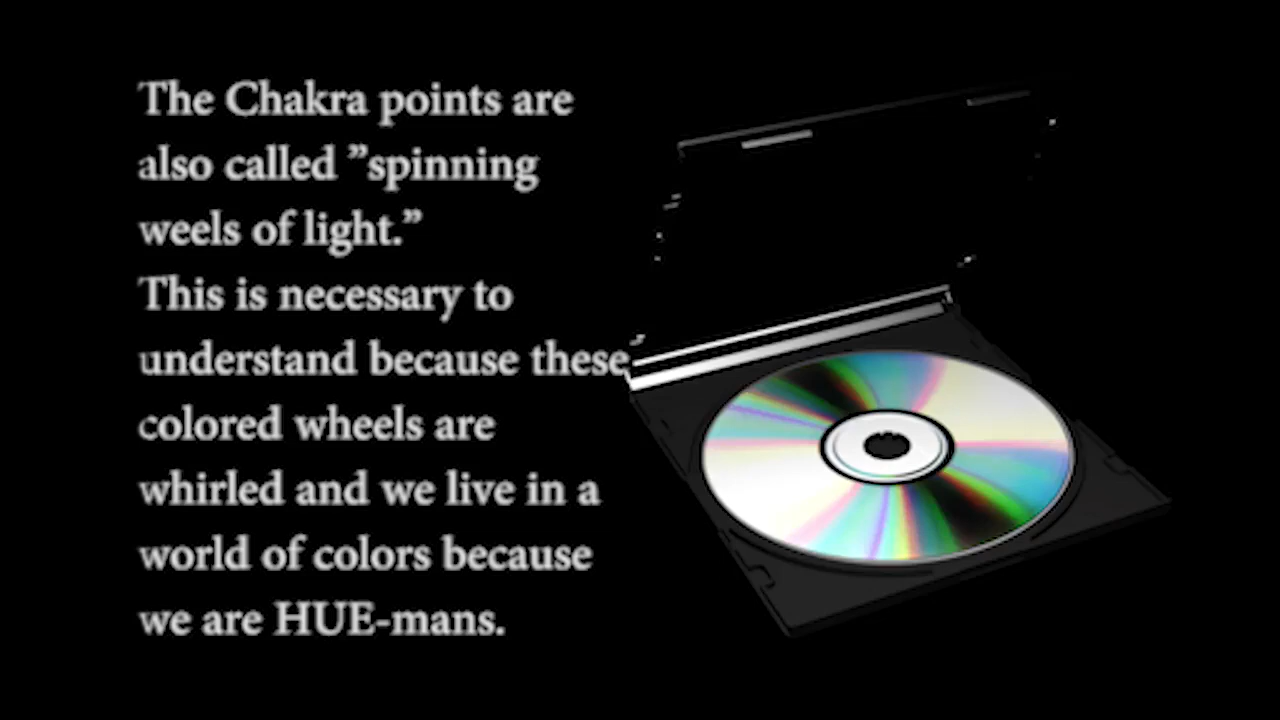 The Chakra points are
also called ”spinning
weels of light.”
This is necessary to
understand because these
colored wheels are
whirled and we live in a
world of colors because
we are HUE-mans.